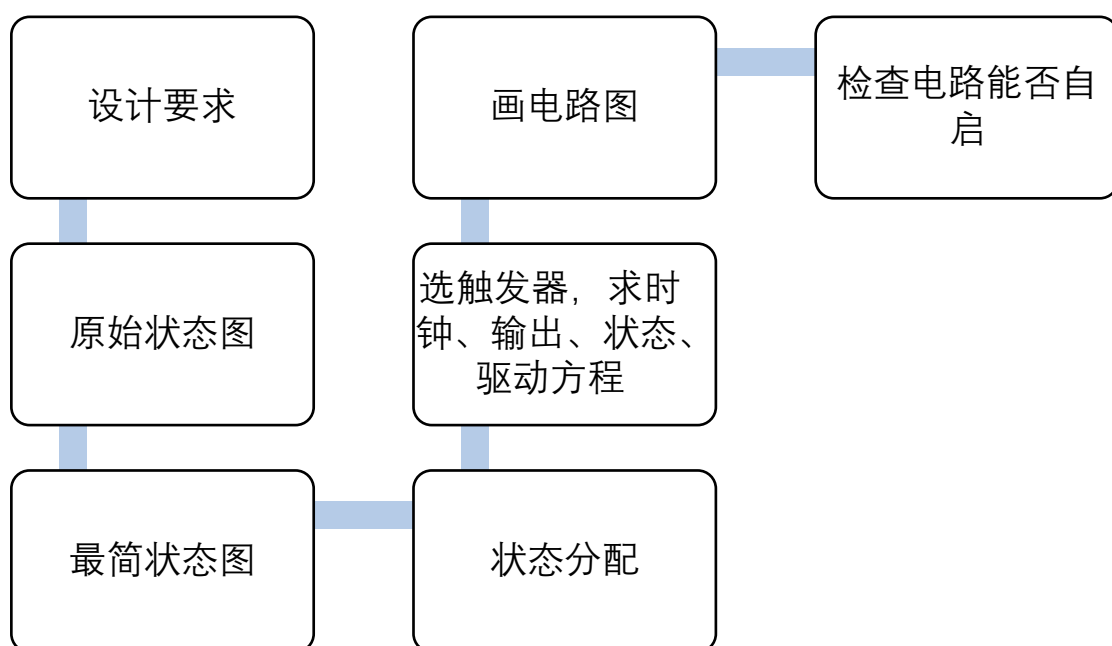 设计要求
原始状态图
最简状态图
状态分配
选触发器，求时
钟、输出、状态、
驱动方程
画电路图
检查电路能否自
启